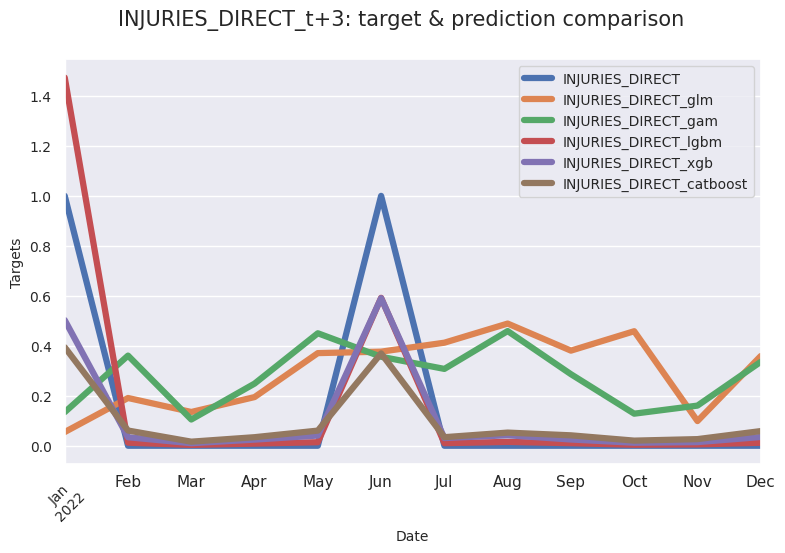 INJURIES_DIRECT_t+3: target & prediction comparison
INJURIES_DIRECT
INJURIES_DIRECT_glm
INJURIES_DIRECT_gam
INJURIES_DIRECT_lgbm
INJURIES_DIRECT_xgb
INJURIES_DIRECT_catboost
Targets
1.4
1.2
1.0
0.8
0.6
0.4
0.2
0.0
Jan
2022
Feb
Mar
Apr
May
Jun
Jul
Aug
Sep
Oct
Nov
Dec
Date